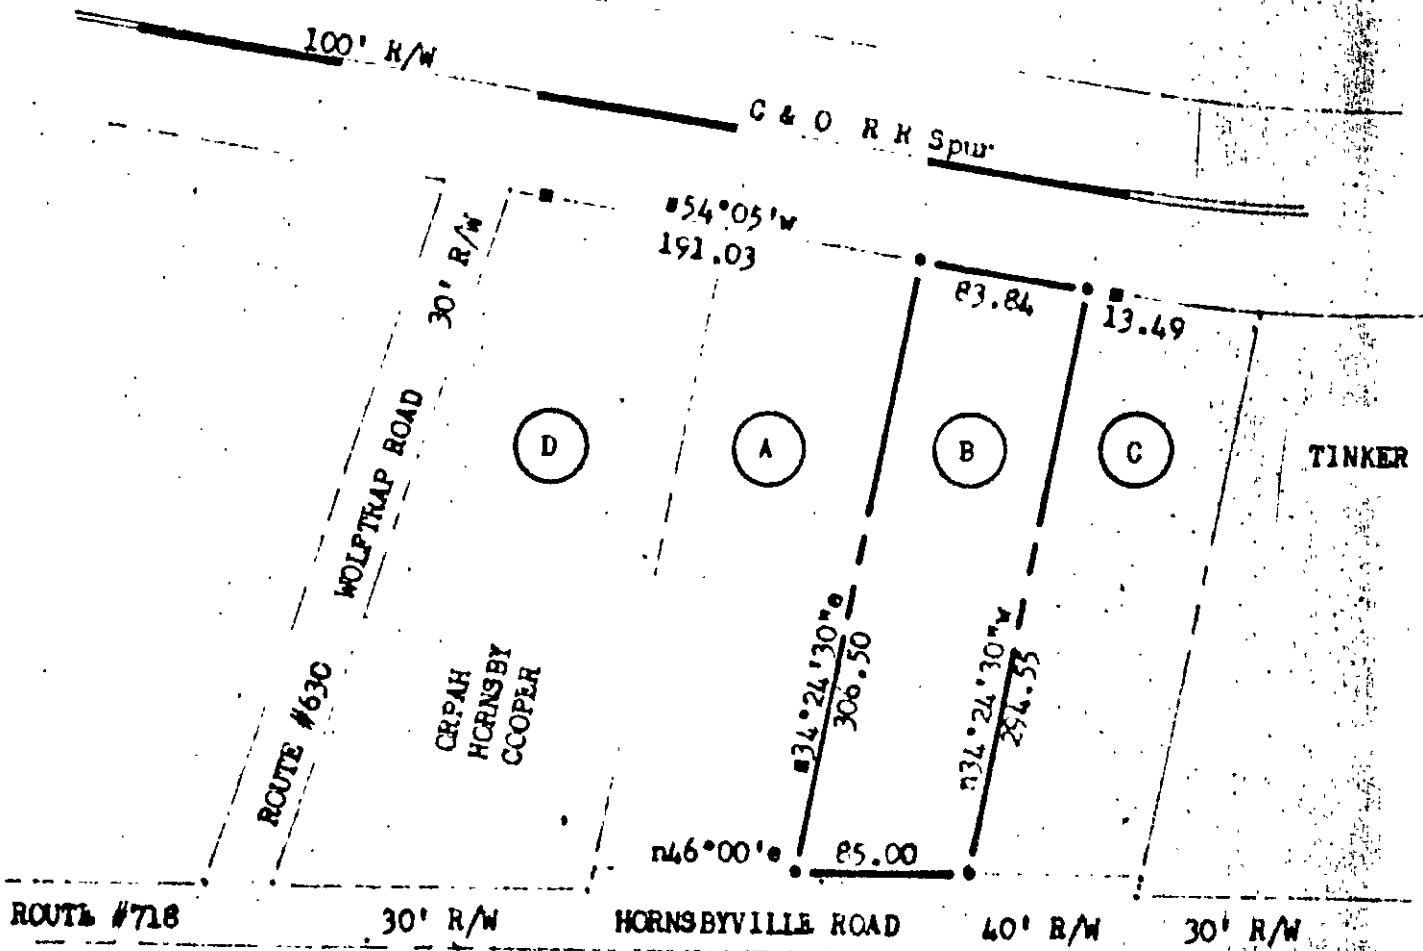 100' R/W
C & O R R Spur
s54°05'w
191.03
83.84
13.49
30' R/W
D
A
B
C
TINKER
WOLFTRAP ROAD
ROUTE #630
ORPAH
HORNSBY
COOPER
s34°24'30"e
306.50
n34°24'30"w
294.55
n46°00'e
85.00
ROUTE #718
30' R/W
HORNSBYVILLE ROAD
40' R/W
30' R/W